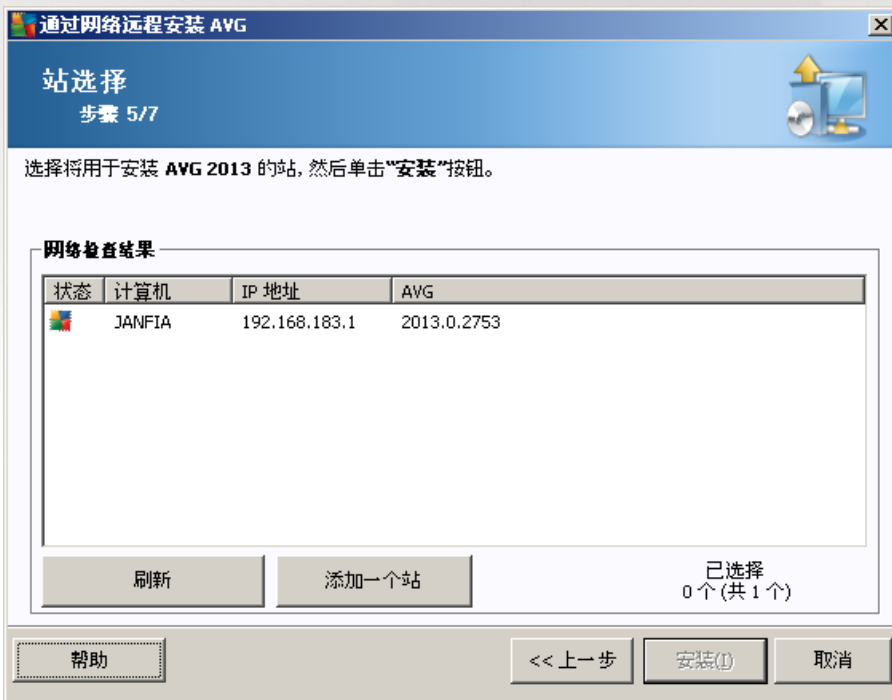 通过网络远程安装 AVG
站选择
步骤 5/7
选择将用于安装 AVG 2013 的站, 然后单击“安装”按钮。
网络检查结果
状态 计算机 IP 地址 AVG
JANFIA 192.168.183.1 2013.0.2753
刷新 添加一个站
已选择
0 个 (共 1 个)
帮助 << 上一步 安装(I) 取消